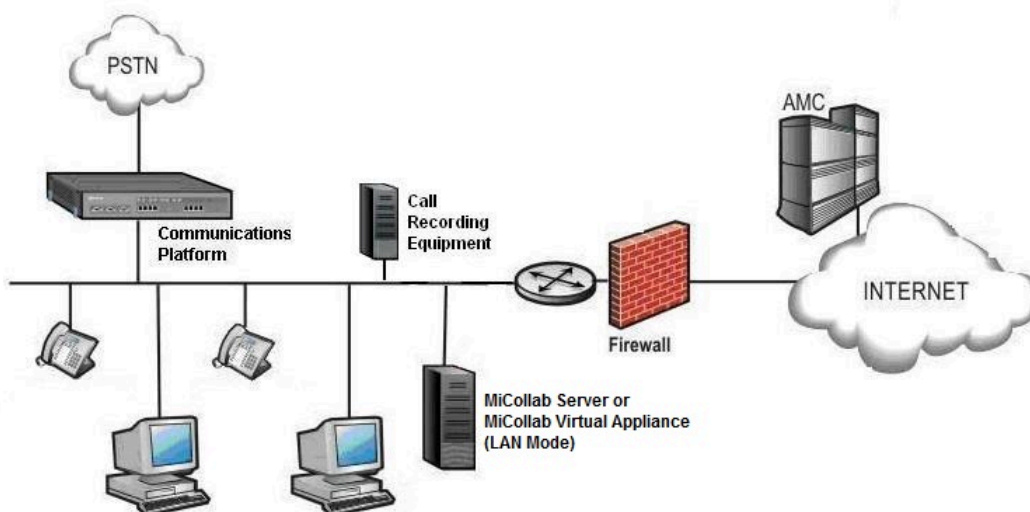 PSTN
AMC
Call
Recording
Equipment
Communications
Platform
INTERNET
Firewall
MiCollab Server or
MiCollab Virtual Appliance
(LAN Mode)